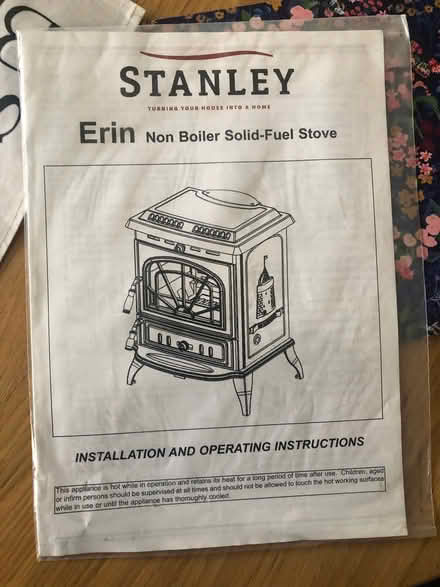 STANLEY
TURNING YOUR HOUSE INTO A HOME
Erin Non Boiler Solid-Fuel Stove
INSTALLATION AND OPERATING INSTRUCTIONS
This appliance is hot while in operation and retains its heat for a long period of time after use. Children, aged
or infirm persons should be supervised at all times and should not be allowed to touch the hot working surfaces
while in use or until the appliance has thoroughly cooled.